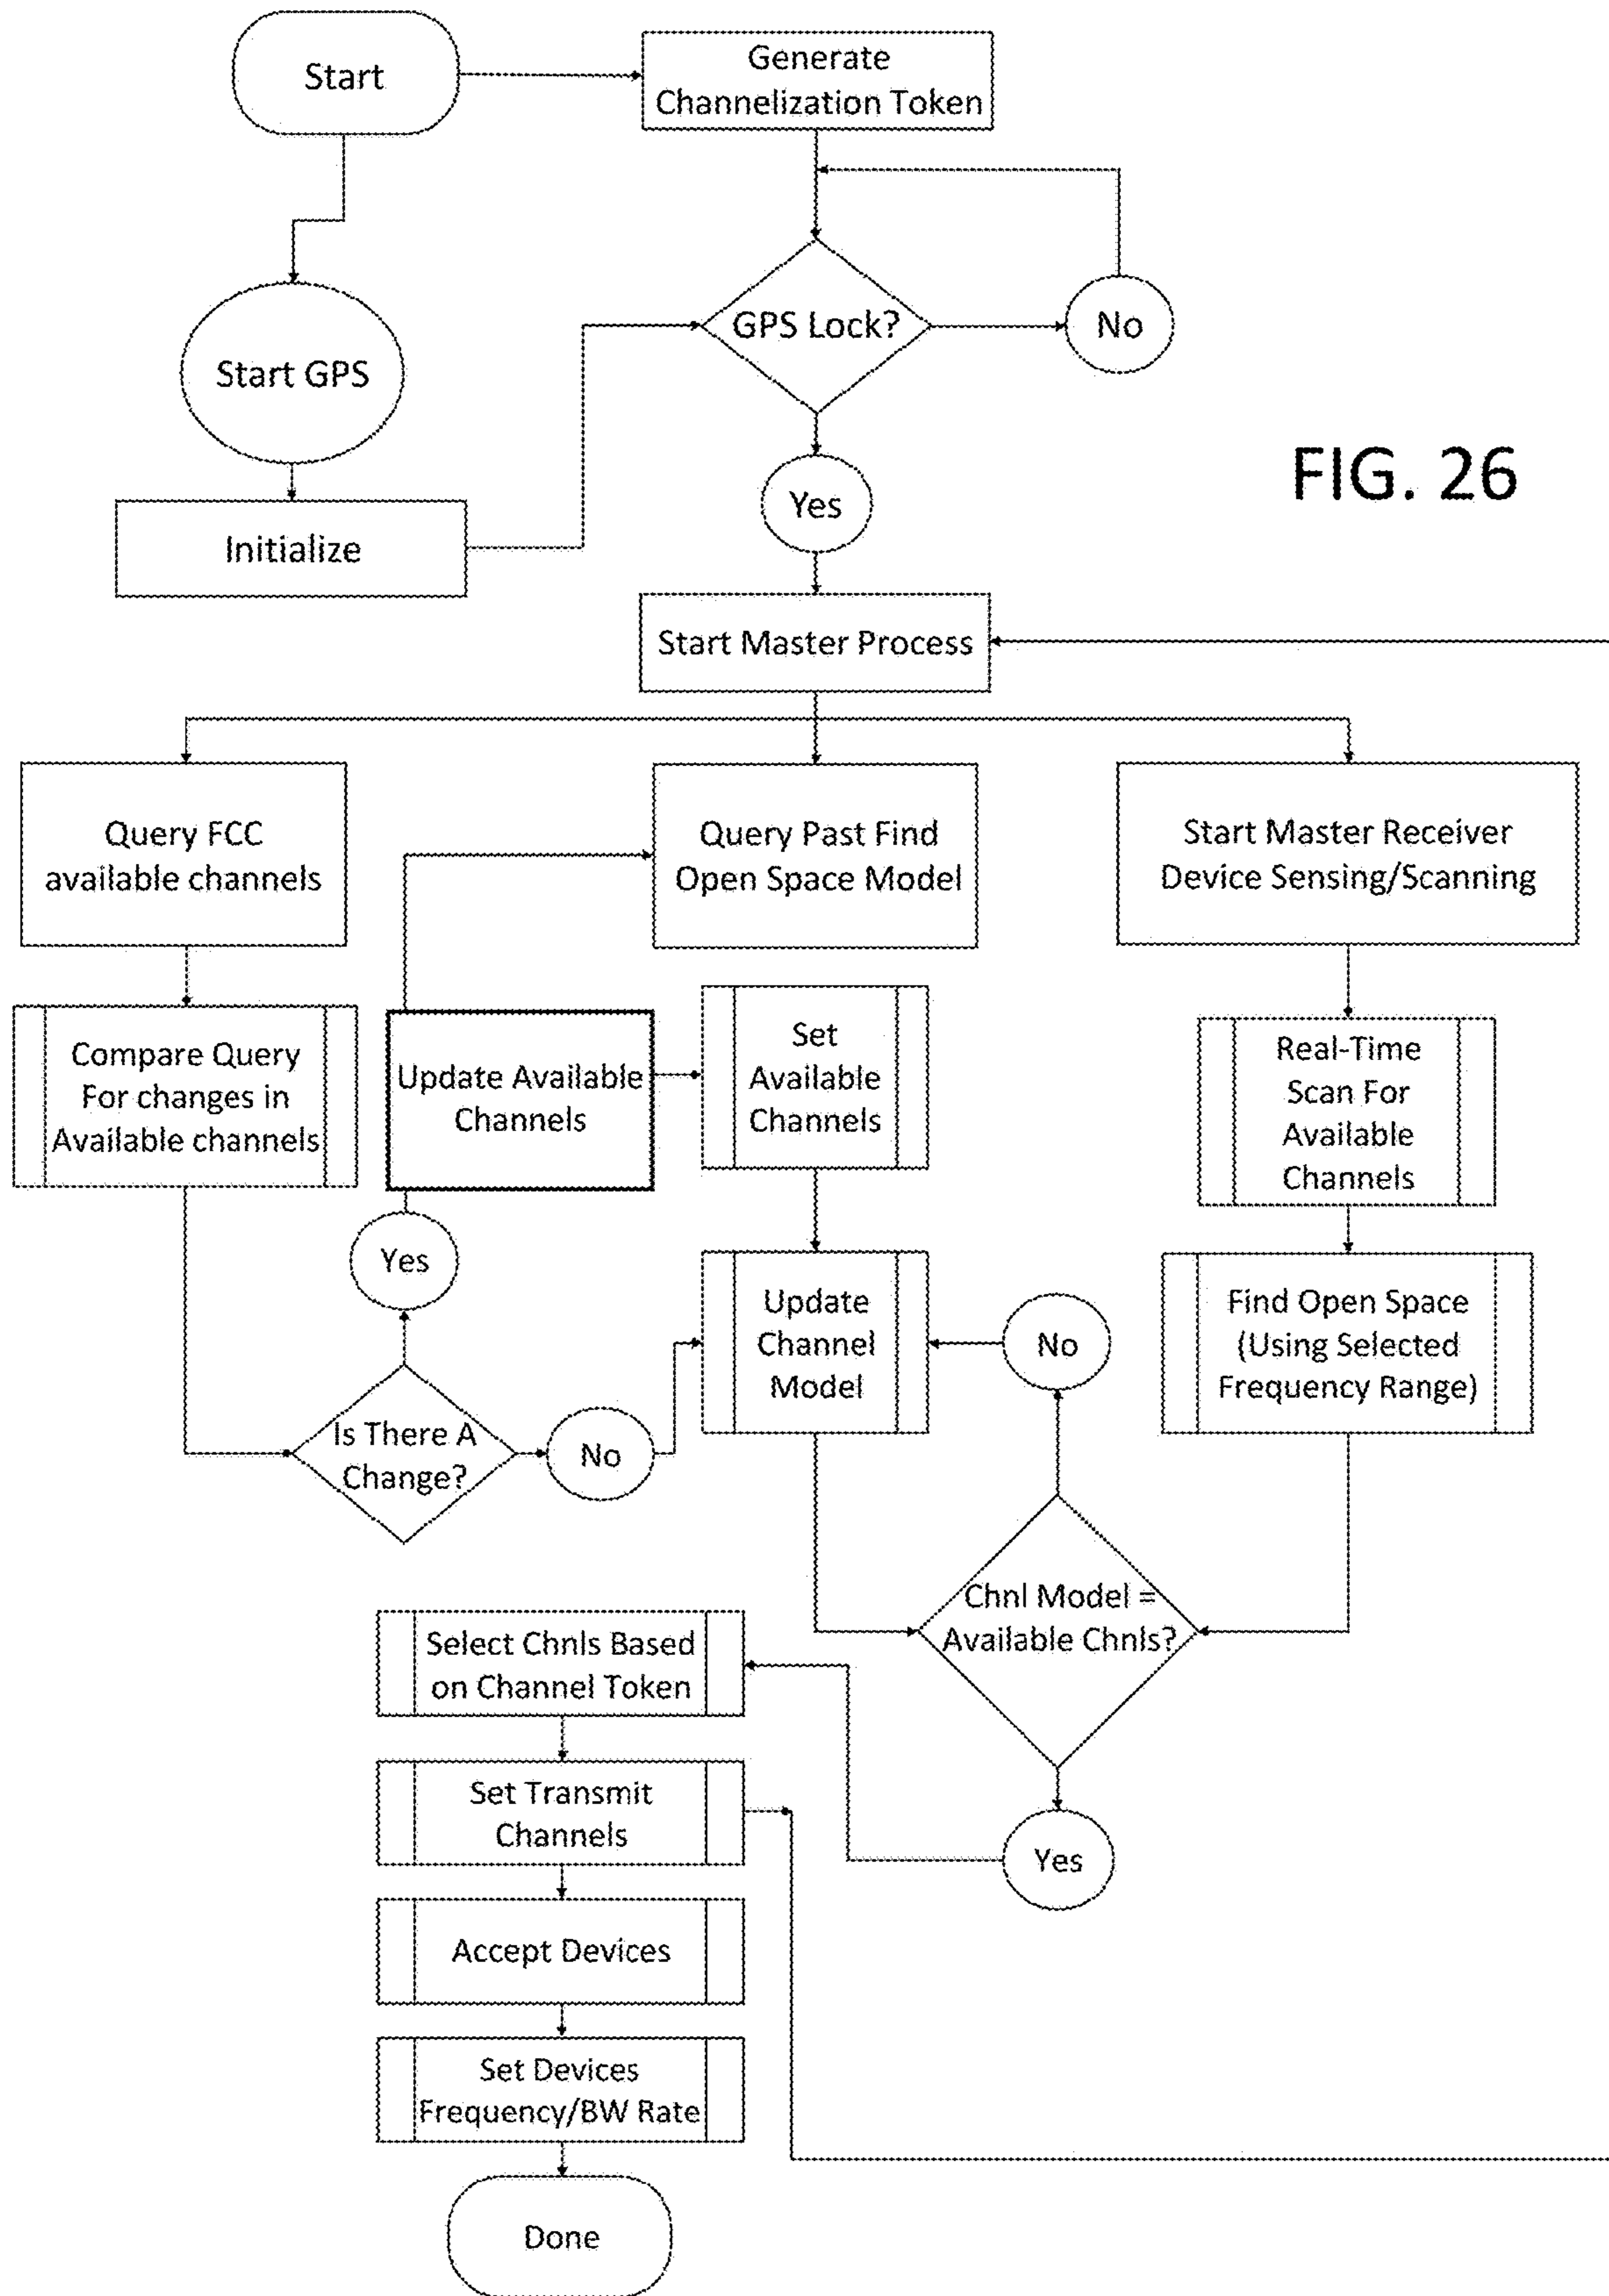 Start
Generate
Channelization Token
GPS Lock?
No
Start GPS
FIG. 26
Yes
Initialize
Start Master Process
Query FCC
available channels
Query Past Find
Open Space Model
Start Master Receiver
Device Sensing/Scanning
Compare Query
For changes in
Available channels
Update Available
Channels
Set
Available
Channels
Real-Time
Scan For
Available
Channels
Yes
Update
Channel
Model
No
Find Open Space
(Using Selected
Frequency Range)
Is There A
Change?
No
Chnl Model =
Available Chnls?
Select Chnls Based
on Channel Token
Set Transmit
Channels
Yes
Accept Devices
Set Devices
Frequency/BW Rate
Done